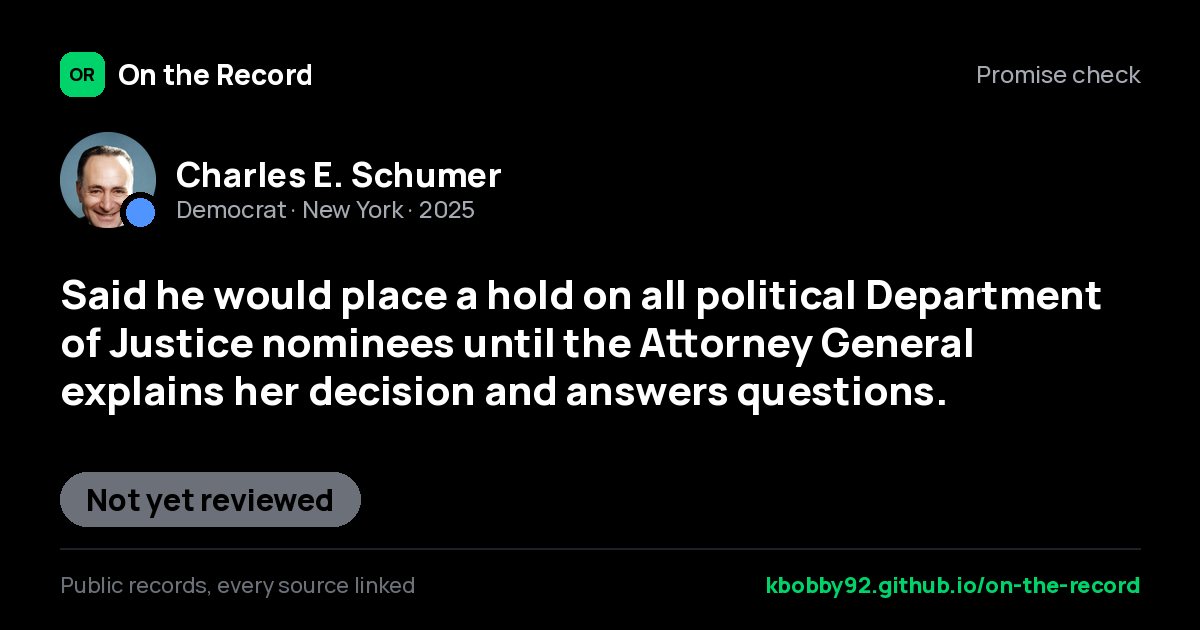 OR On the Record
Promise check
Charles E. Schumer
Democrat · New York · 2025
Said he would place a hold on all political Department
of Justice nominees until the Attorney General
explains her decision and answers questions.
Not yet reviewed
Public records, every source linked
kbobby92.github.io/on-the-record